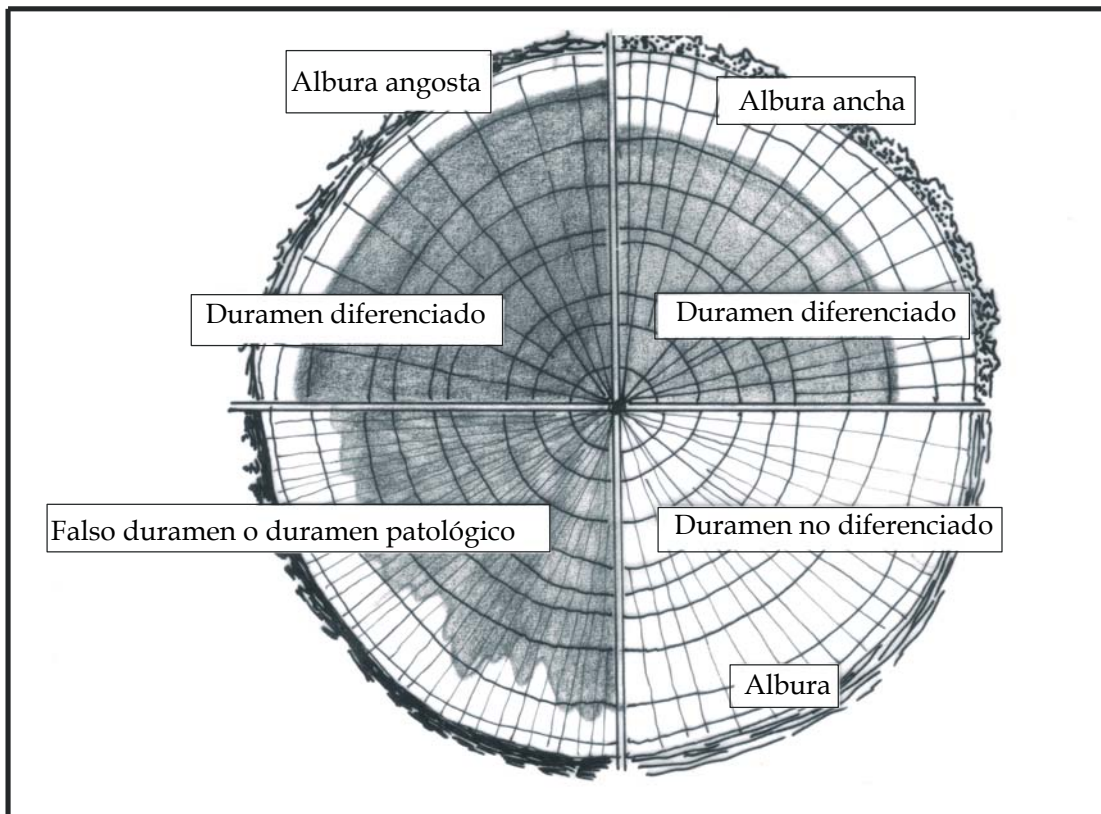 Albura angosta
Albura ancha
Duramen diferenciado
Duramen diferenciado
Falso duramen o duramen patológico
Duramen no diferenciado
Albura